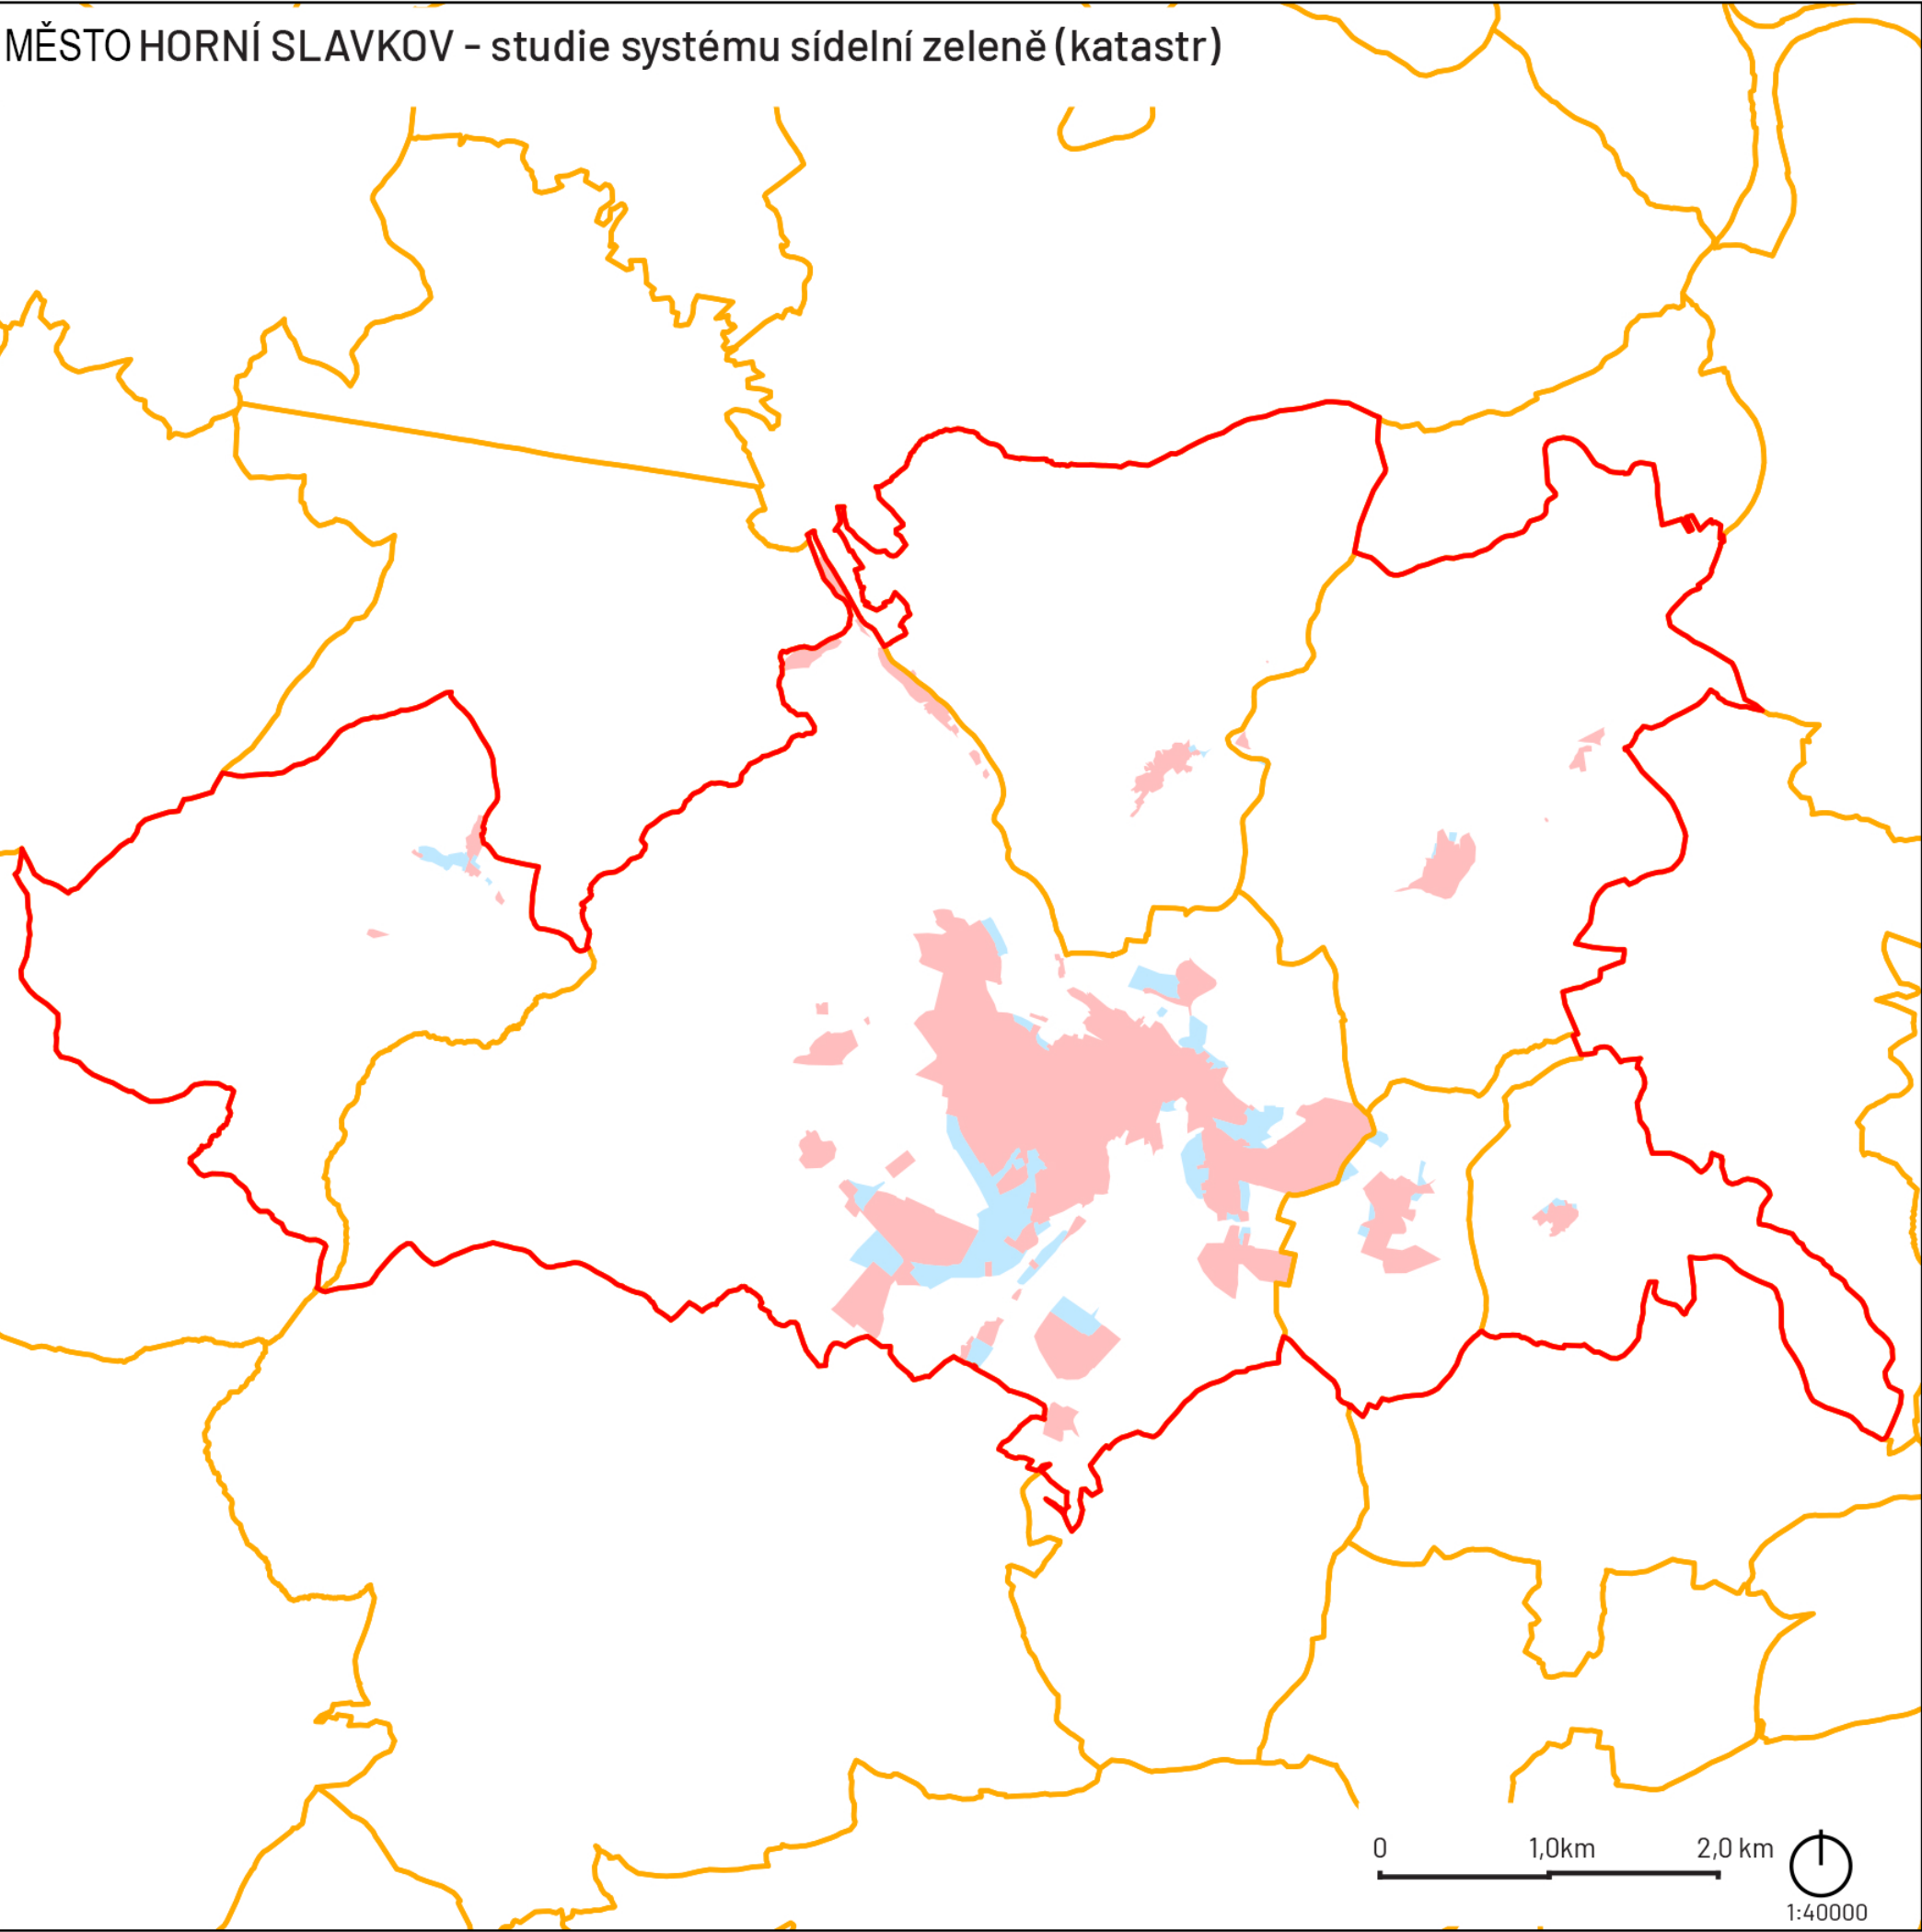 MĚSTO HORNÍ SLAVKOV - studie systému sídelní zeleně (katastr)
0 1,0km 2,0 km
1:40000